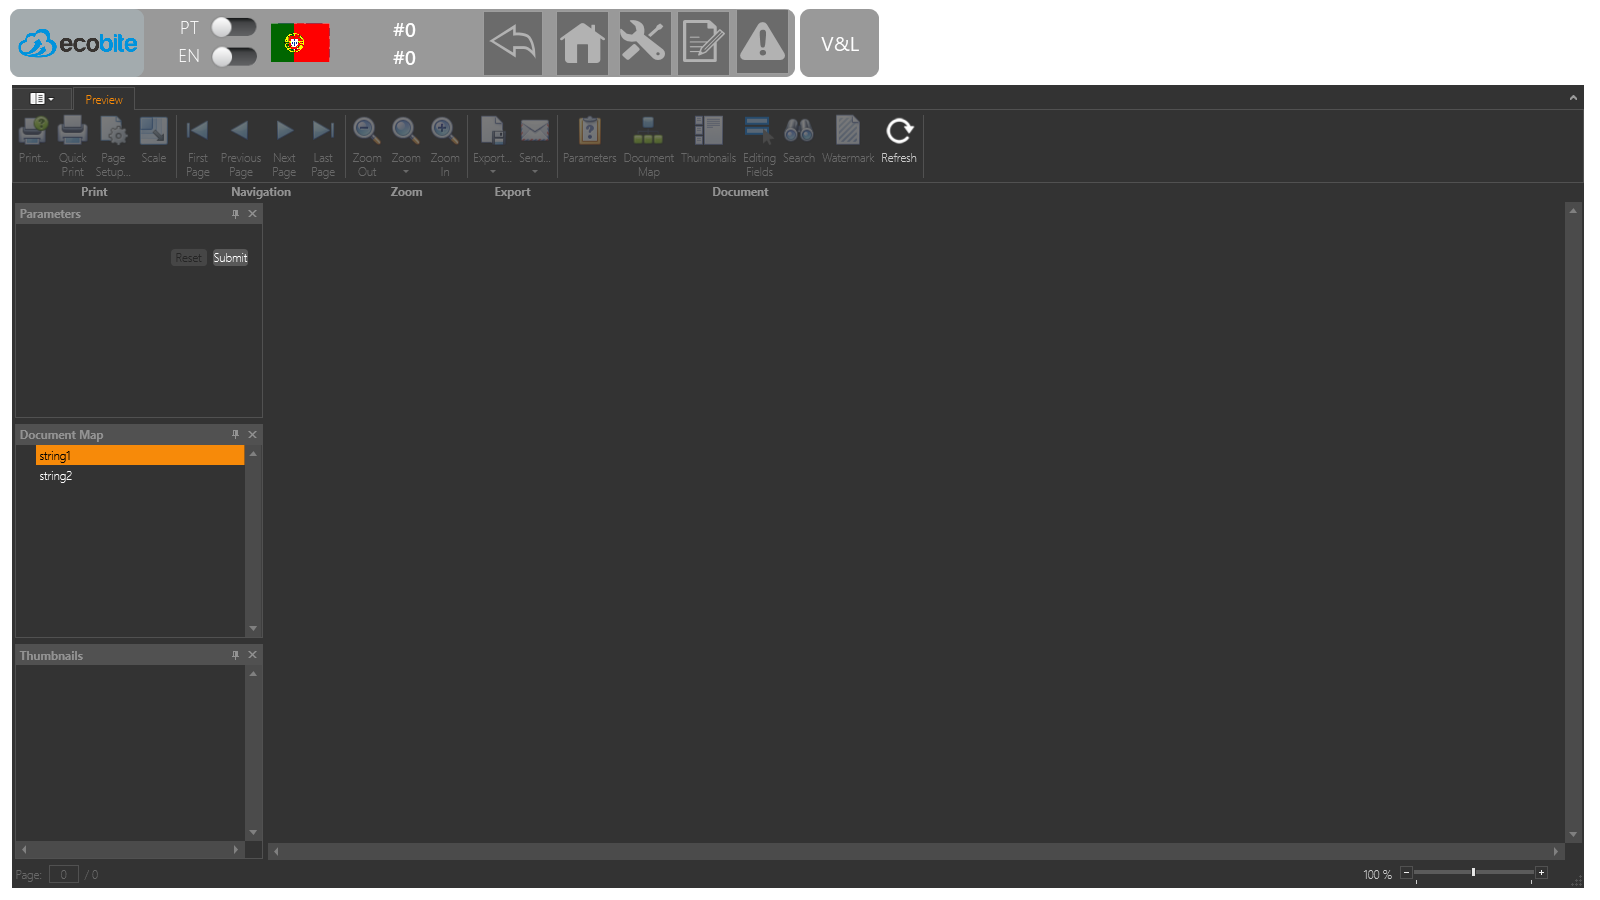 ecobite
PT
EN
#0
#0
V&L
Preview
Print...
Quick Print
Page Setup...
Scale
First Page
Previous Page
Next Page
Last Page
Zoom Out
Zoom
Zoom In
Export...
Send...
Parameters
Document Map
Thumbnails
Editing Fields
Search
Watermark
Refresh
Print
Navigation
Zoom
Export
Document
Parameters
Reset
Submit
Document Map
string1
string2
Thumbnails
Page: 0 / 0
100 %